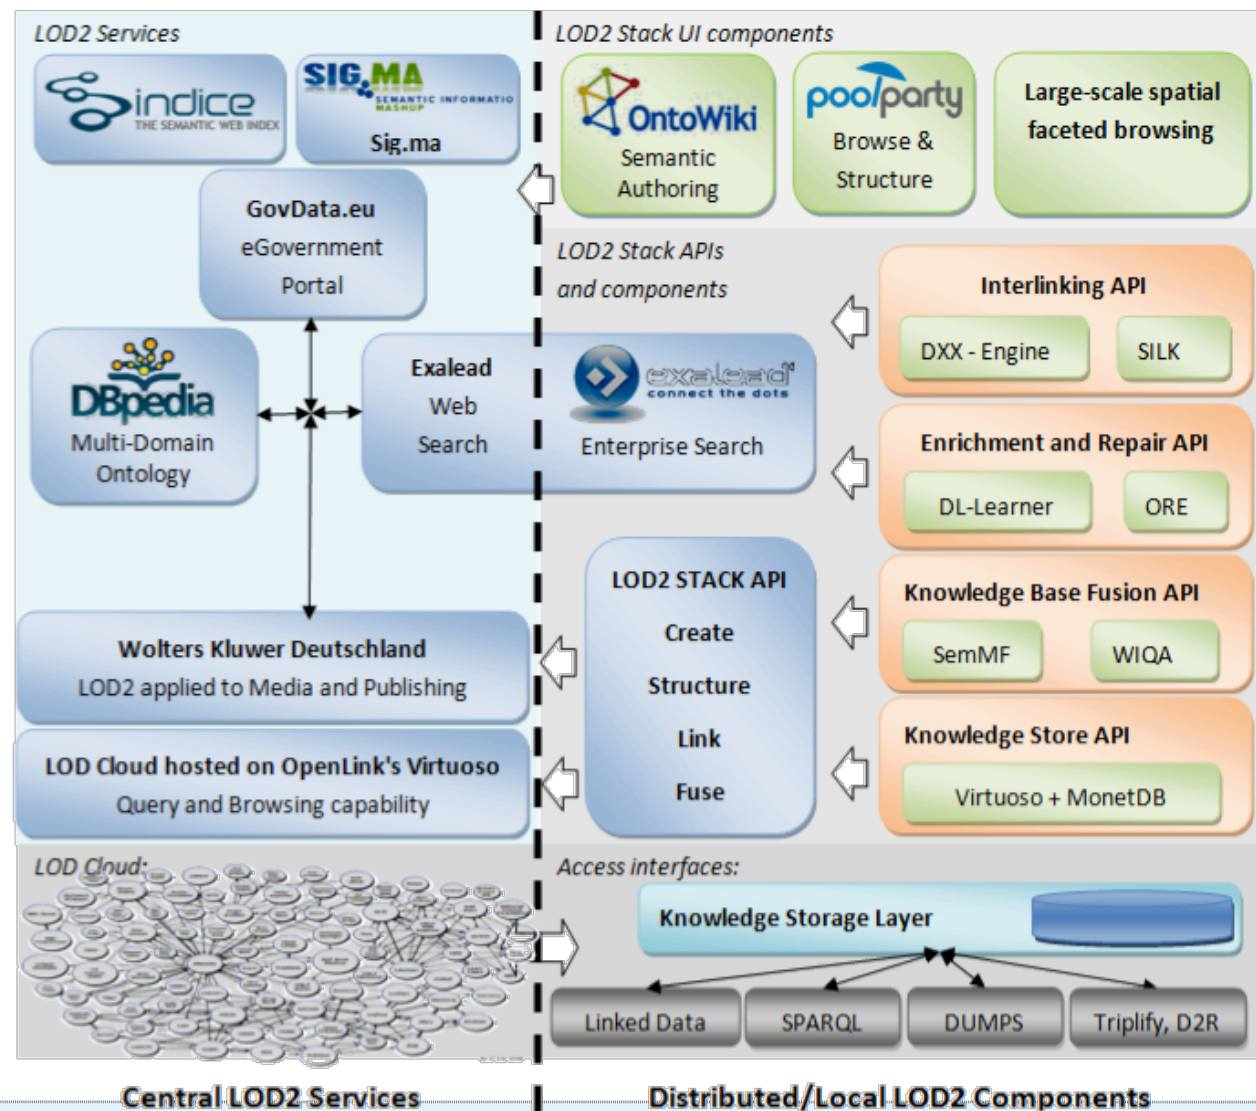 LOD2 Services
Sindice
THE SEMANTIC WEB INDEX
SIG.MA
SEMANTIC INFORMATIO
MASHUP
Sig.ma
GovData.eu
eGovernment
Portal
DBpedia
Multi-Domain
Ontology
Exalead
Web
Search
Wolters Kluwer Deutschland
LOD2 applied to Media and Publishing
LOD Cloud hosted on OpenLink's Virtuoso
Query and Browsing capability
LOD Cloud:
LOD2 Stack UI components
OntoWiki
Semantic
Authoring
poolparty
Browse &
Structure
Large-scale spatial
faceted browsing
LOD2 Stack APIs
and components
exalead
connect the dots
Enterprise Search
LOD2 STACK API
Create
Structure
Link
Fuse
Interlinking API
DXX - Engine
SILK
Enrichment and Repair API
DL-Learner
ORE
Knowledge Base Fusion API
SemMF
WIQA
Knowledge Store API
Virtuoso + MonetDB
Access interfaces:
Knowledge Storage Layer
Linked Data
SPARQL
DUMPS
Triplify, D2R
Central LOD2 Services
Distributed/Local LOD2 Components